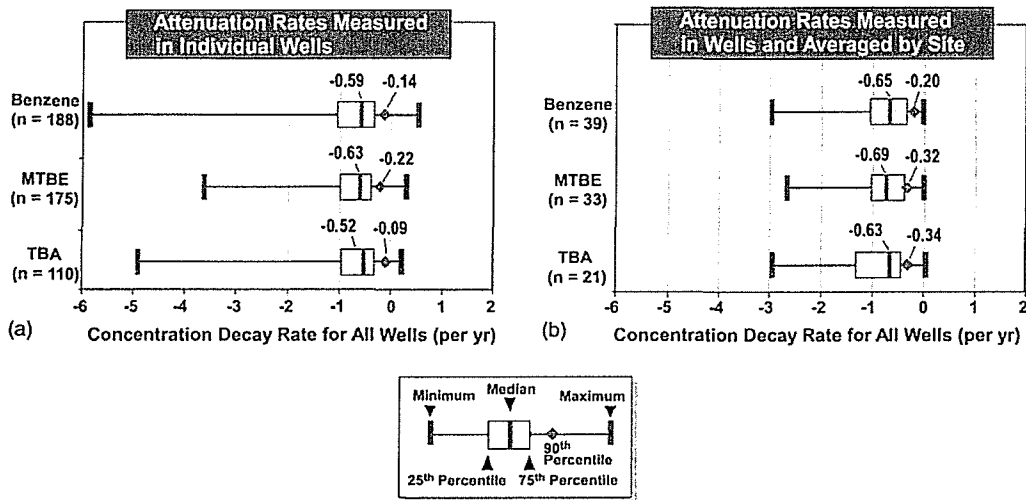 Attenuation Rates Measured
in Individual Wells
-0.59 -0.14
Benzene
(n = 188)
-0.63 -0.22
MTBE
(n = 175)
-0.52 -0.09
TBA
(n = 110)
-6 -5 -4 -3 -2 -1 0 1 2
(a) Concentration Decay Rate for All Wells (per yr)
Attenuation Rates Measured
in Wells and Averaged by Site
-0.65 -0.20
Benzene
(n = 39)
-0.69 -0.32
MTBE
(n = 33)
-0.63 -0.34
TBA
(n = 21)
-6 -5 -4 -3 -2 -1 0 1 2
(b) Concentration Decay Rate for All Wells (per yr)
Minimum Median Maximum
90th
Percentile
25th Percentile 75th Percentile